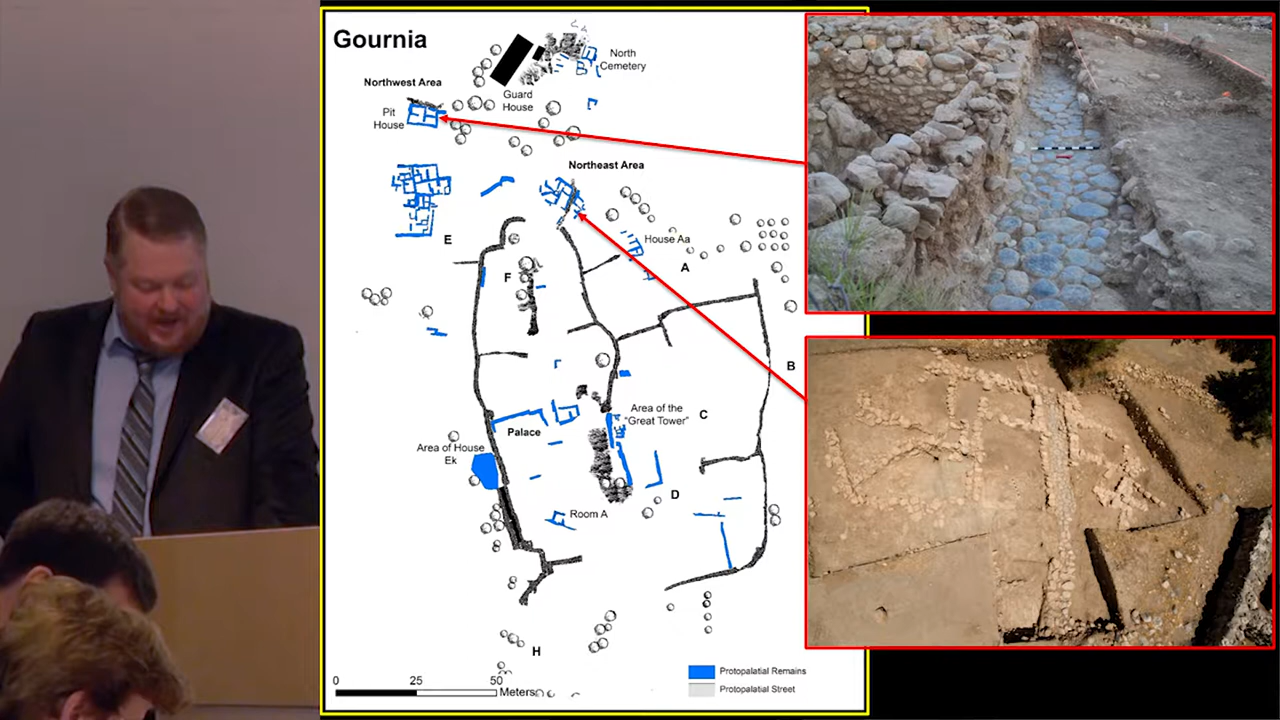 Gournia
North
Cemetery
Northwest Area
Guard
House
Pit
House
Northeast Area
House Aa
E
A
F
B
Area of the
"Great Tower"
C
Palace
Area of House
Ek
D
Room A
H
0 25 50
Meters
Protopalatial Remains
Protopalatial Street